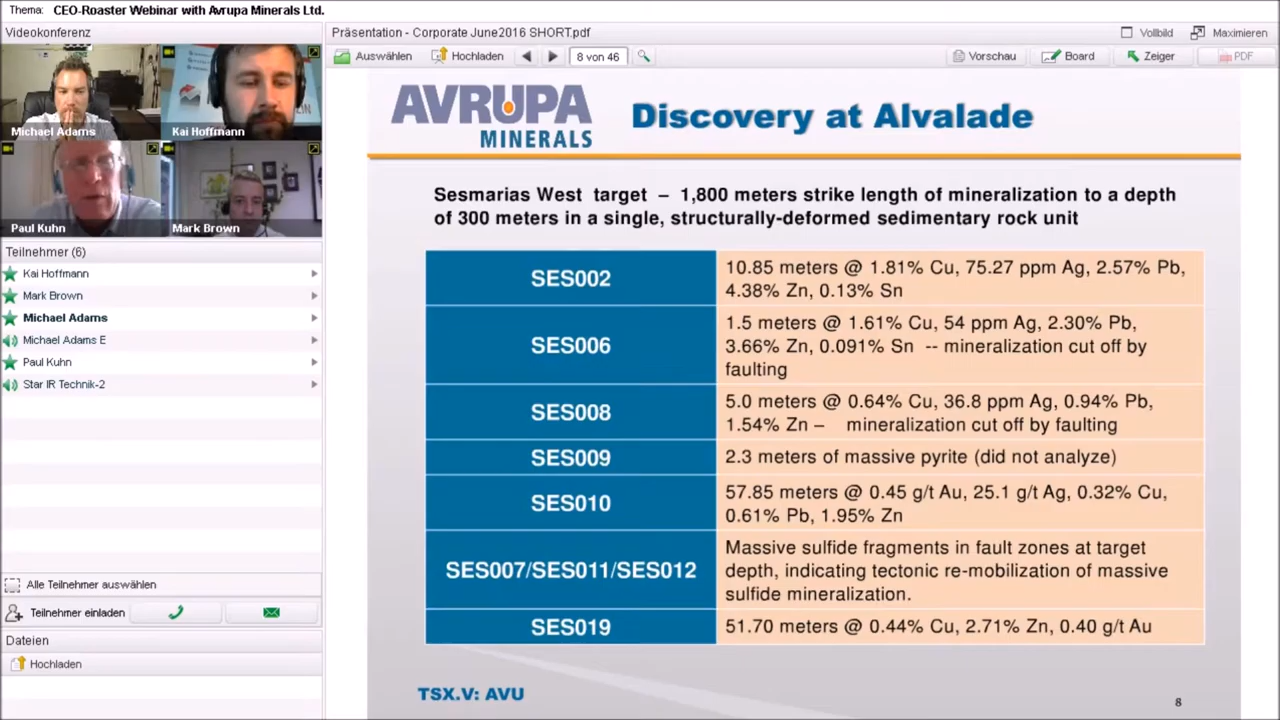 Thema: CEO-Roaster Webinar with Avrupa Minerals Ltd.
Videokonferenz
Michael Adams
Kai Hoffmann
Paul Kuhn
Mark Brown
Teilnehmer (6)
Kai Hoffmann
Mark Brown
Michael Adams
Michael Adams E
Paul Kuhn
Star IR Technik-2
Alle Teilnehmer auswählen
Teilnehmer einladen
Dateien
Hochladen
Präsentation - Corporate June2016 SHORT.pdf
Vollbild
Maximieren
Auswählen
Hochladen
8 von 46
Vorschau
Board
Zeiger
PDF
AVRUPA
MINERALS
Discovery at Alvalade
Sesmarias West target – 1,800 meters strike length of mineralization to a depth
of 300 meters in a single, structurally-deformed sedimentary rock unit
SES002
10.85 meters @ 1.81% Cu, 75.27 ppm Ag, 2.57% Pb,
4.38% Zn, 0.13% Sn
SES006
1.5 meters @ 1.61% Cu, 54 ppm Ag, 2.30% Pb,
3.66% Zn, 0.091% Sn -- mineralization cut off by
faulting
SES008
5.0 meters @ 0.64% Cu, 36.8 ppm Ag, 0.94% Pb,
1.54% Zn – mineralization cut off by faulting
SES009
2.3 meters of massive pyrite (did not analyze)
SES010
57.85 meters @ 0.45 g/t Au, 25.1 g/t Ag, 0.32% Cu,
0.61% Pb, 1.95% Zn
SES007/SES011/SES012
Massive sulfide fragments in fault zones at target
depth, indicating tectonic re-mobilization of massive
sulfide mineralization.
SES019
51.70 meters @ 0.44% Cu, 2.71% Zn, 0.40 g/t Au
TSX.V: AVU
8